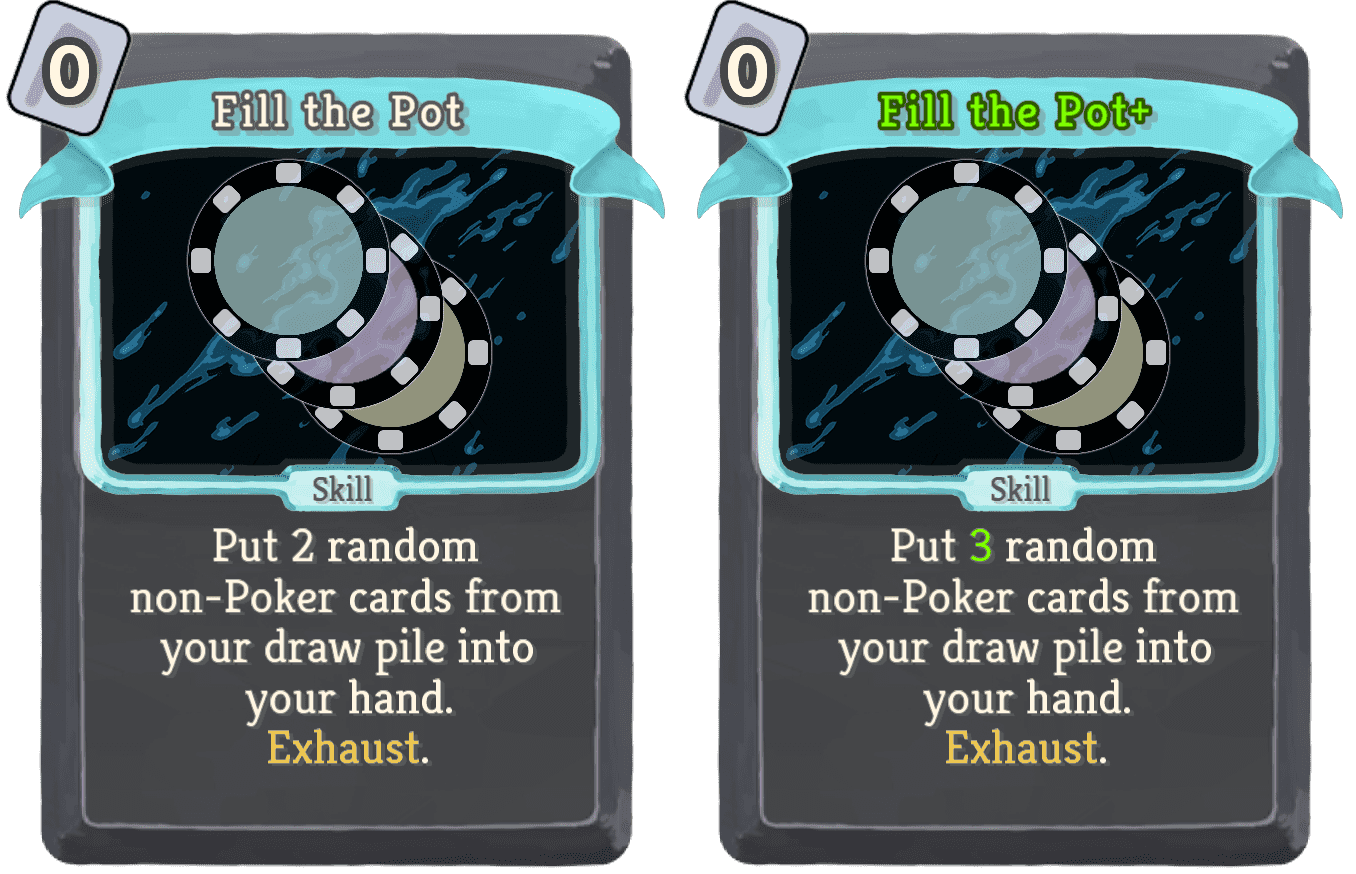 0
Fill the Pot
Skill
Put 2 random
non-Poker cards from
your draw pile into
your hand.
Exhaust.
0
Fill the Pot+
Skill
Put 3 random
non-Poker cards from
your draw pile into
your hand.
Exhaust.